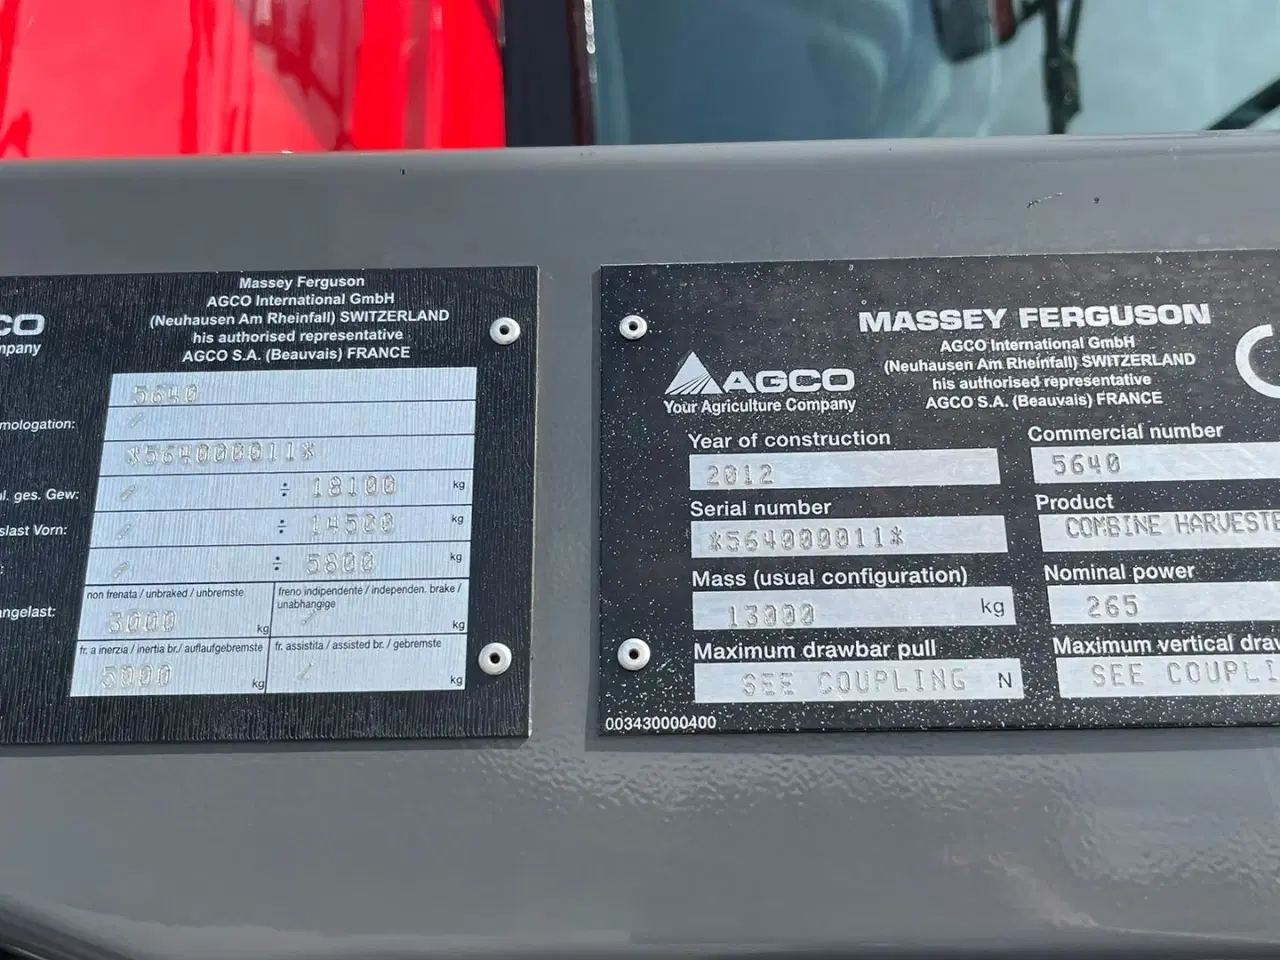 CO
mpany
Massey Ferguson
AGCO International GmbH
(Neuhausen Am Rheinfall) SWITZERLAND
his authorised representative
AGCO S.A. (Beauvais) FRANCE
5640
mologation: /
*564000011*
l. ges. Gew: / ÷ 18100 kg
slast Vorn: / ÷ 14500 kg
: / ÷ 5800 kg
angelast:
non frenata / unbraked / unbremste
3000 kg
freno indipendente / independen. brake /
unabhangige
/ kg
fr. a inerzia / inertia br./ auflaufgebremste
5000 kg
fr. assistita / assisted br. / gebremste
/ kg
MASSEY FERGUSON
AGCO International GmbH
(Neuhausen Am Rheinfall) SWITZERLAND
his authorised representative
AGCO S.A. (Beauvais) FRANCE
AGCO
Your Agriculture Company
C
Year of construction
2012
Commercial number
5640
Serial number
*564000011*
Product
COMBINE HARVESTE
Mass (usual configuration)
13000 kg
Nominal power
265
Maximum drawbar pull
SEE COUPLING N
Maximum vertical draw
SEE COUPLI
003430000400